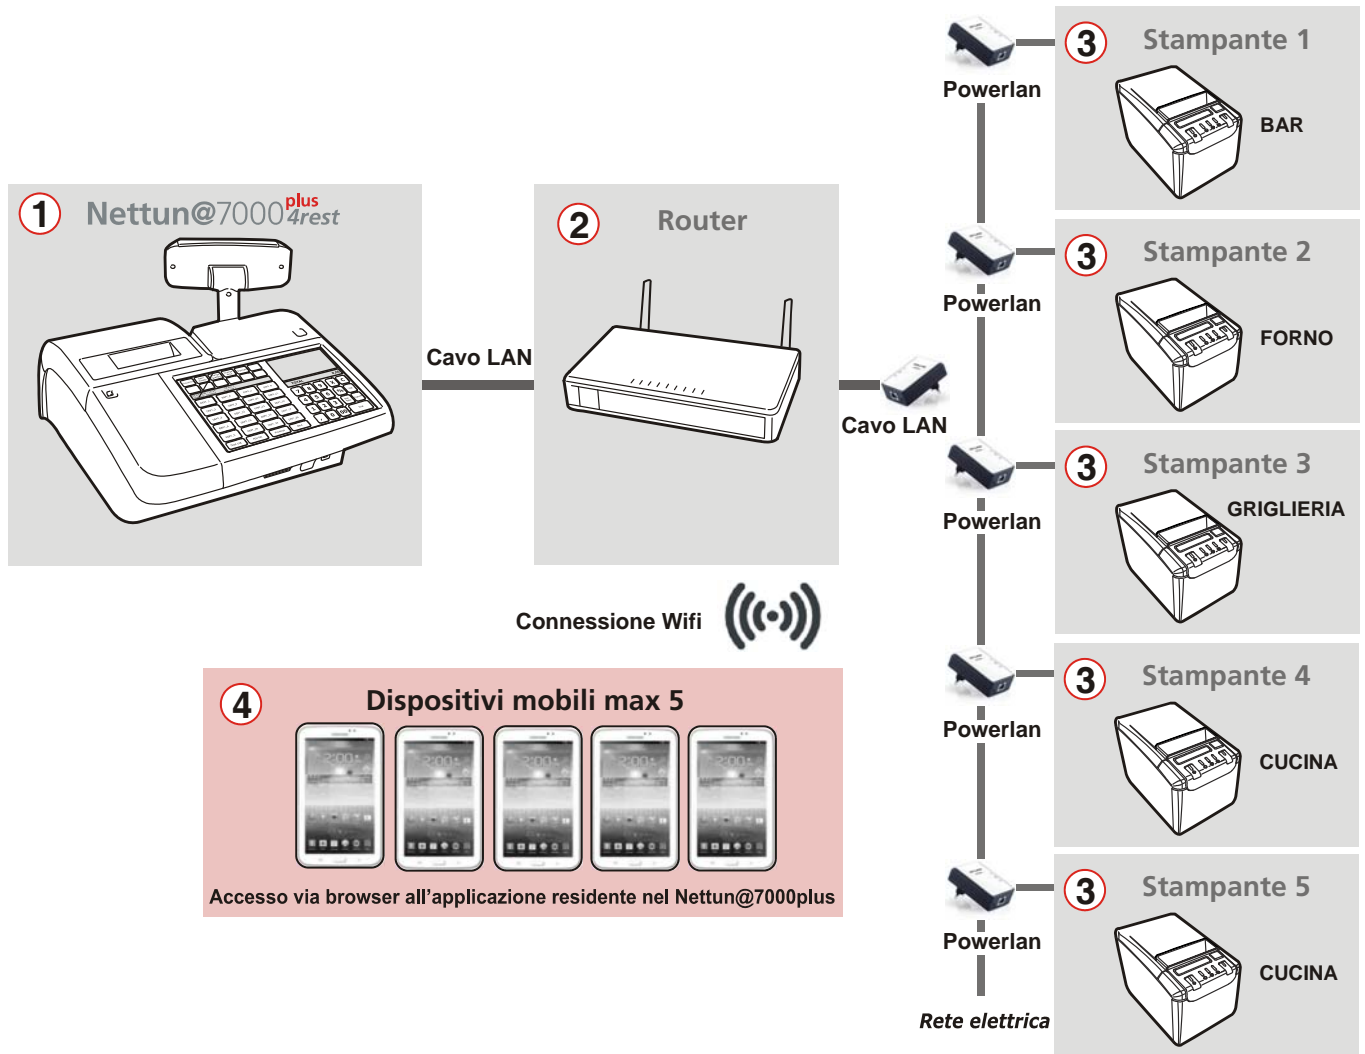 1
Nettun@7000 plus 4rest
Cavo LAN
2
Router
Cavo LAN
Powerlan
3
Stampante 1
BAR
Powerlan
3
Stampante 2
FORNO
Powerlan
3
Stampante 3
GRIGLIERIA
Powerlan
3
Stampante 4
CUCINA
Powerlan
3
Stampante 5
CUCINA
Rete elettrica
Connessione Wifi
4
Dispositivi mobili max 5
Accesso via browser all'applicazione residente nel Nettun@7000plus